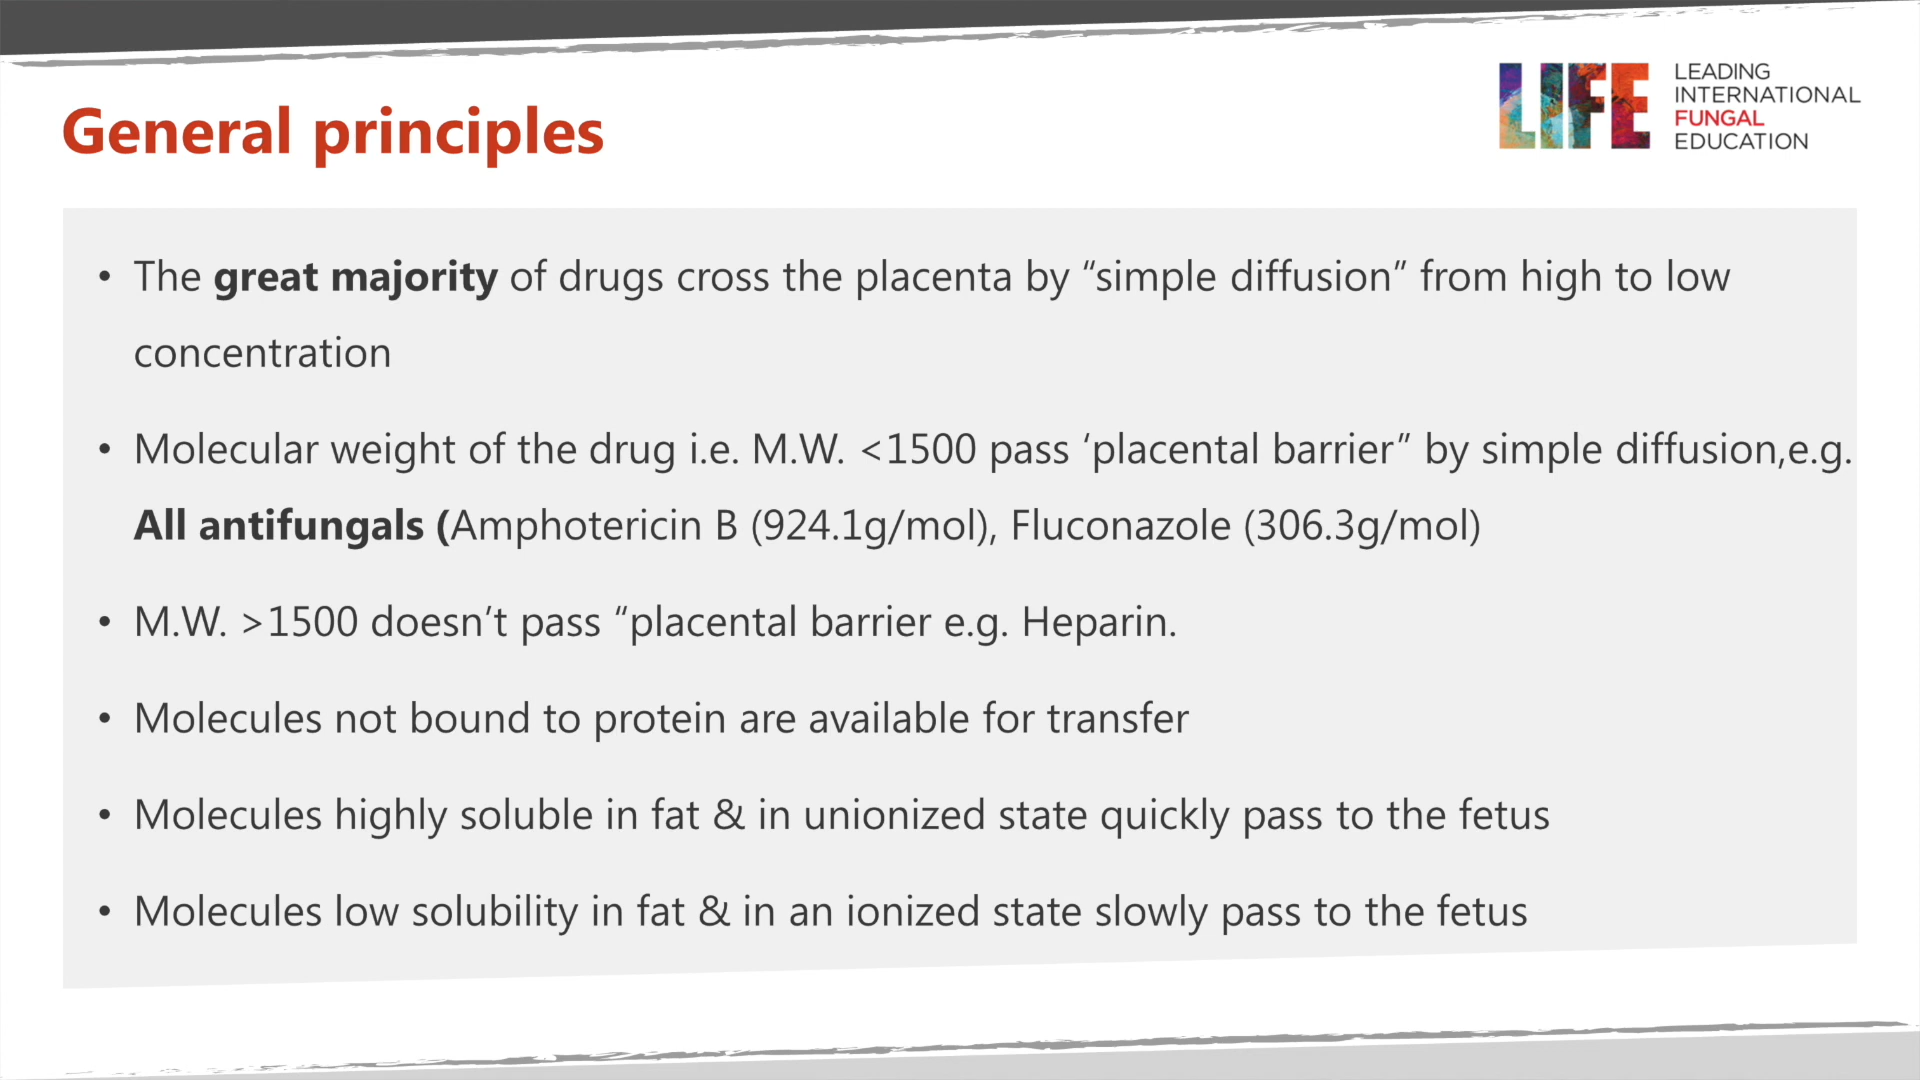 LIFE
LEADING
INTERNATIONAL
FUNGAL
EDUCATION
General principles
• The great majority of drugs cross the placenta by “simple diffusion” from high to low
concentration
• Molecular weight of the drug i.e. M.W. <1500 pass ‘placental barrier” by simple diffusion,e.g.
All antifungals (Amphotericin B (924.1g/mol), Fluconazole (306.3g/mol)
• M.W. >1500 doesn’t pass “placental barrier e.g. Heparin.
• Molecules not bound to protein are available for transfer
• Molecules highly soluble in fat & in unionized state quickly pass to the fetus
• Molecules low solubility in fat & in an ionized state slowly pass to the fetus